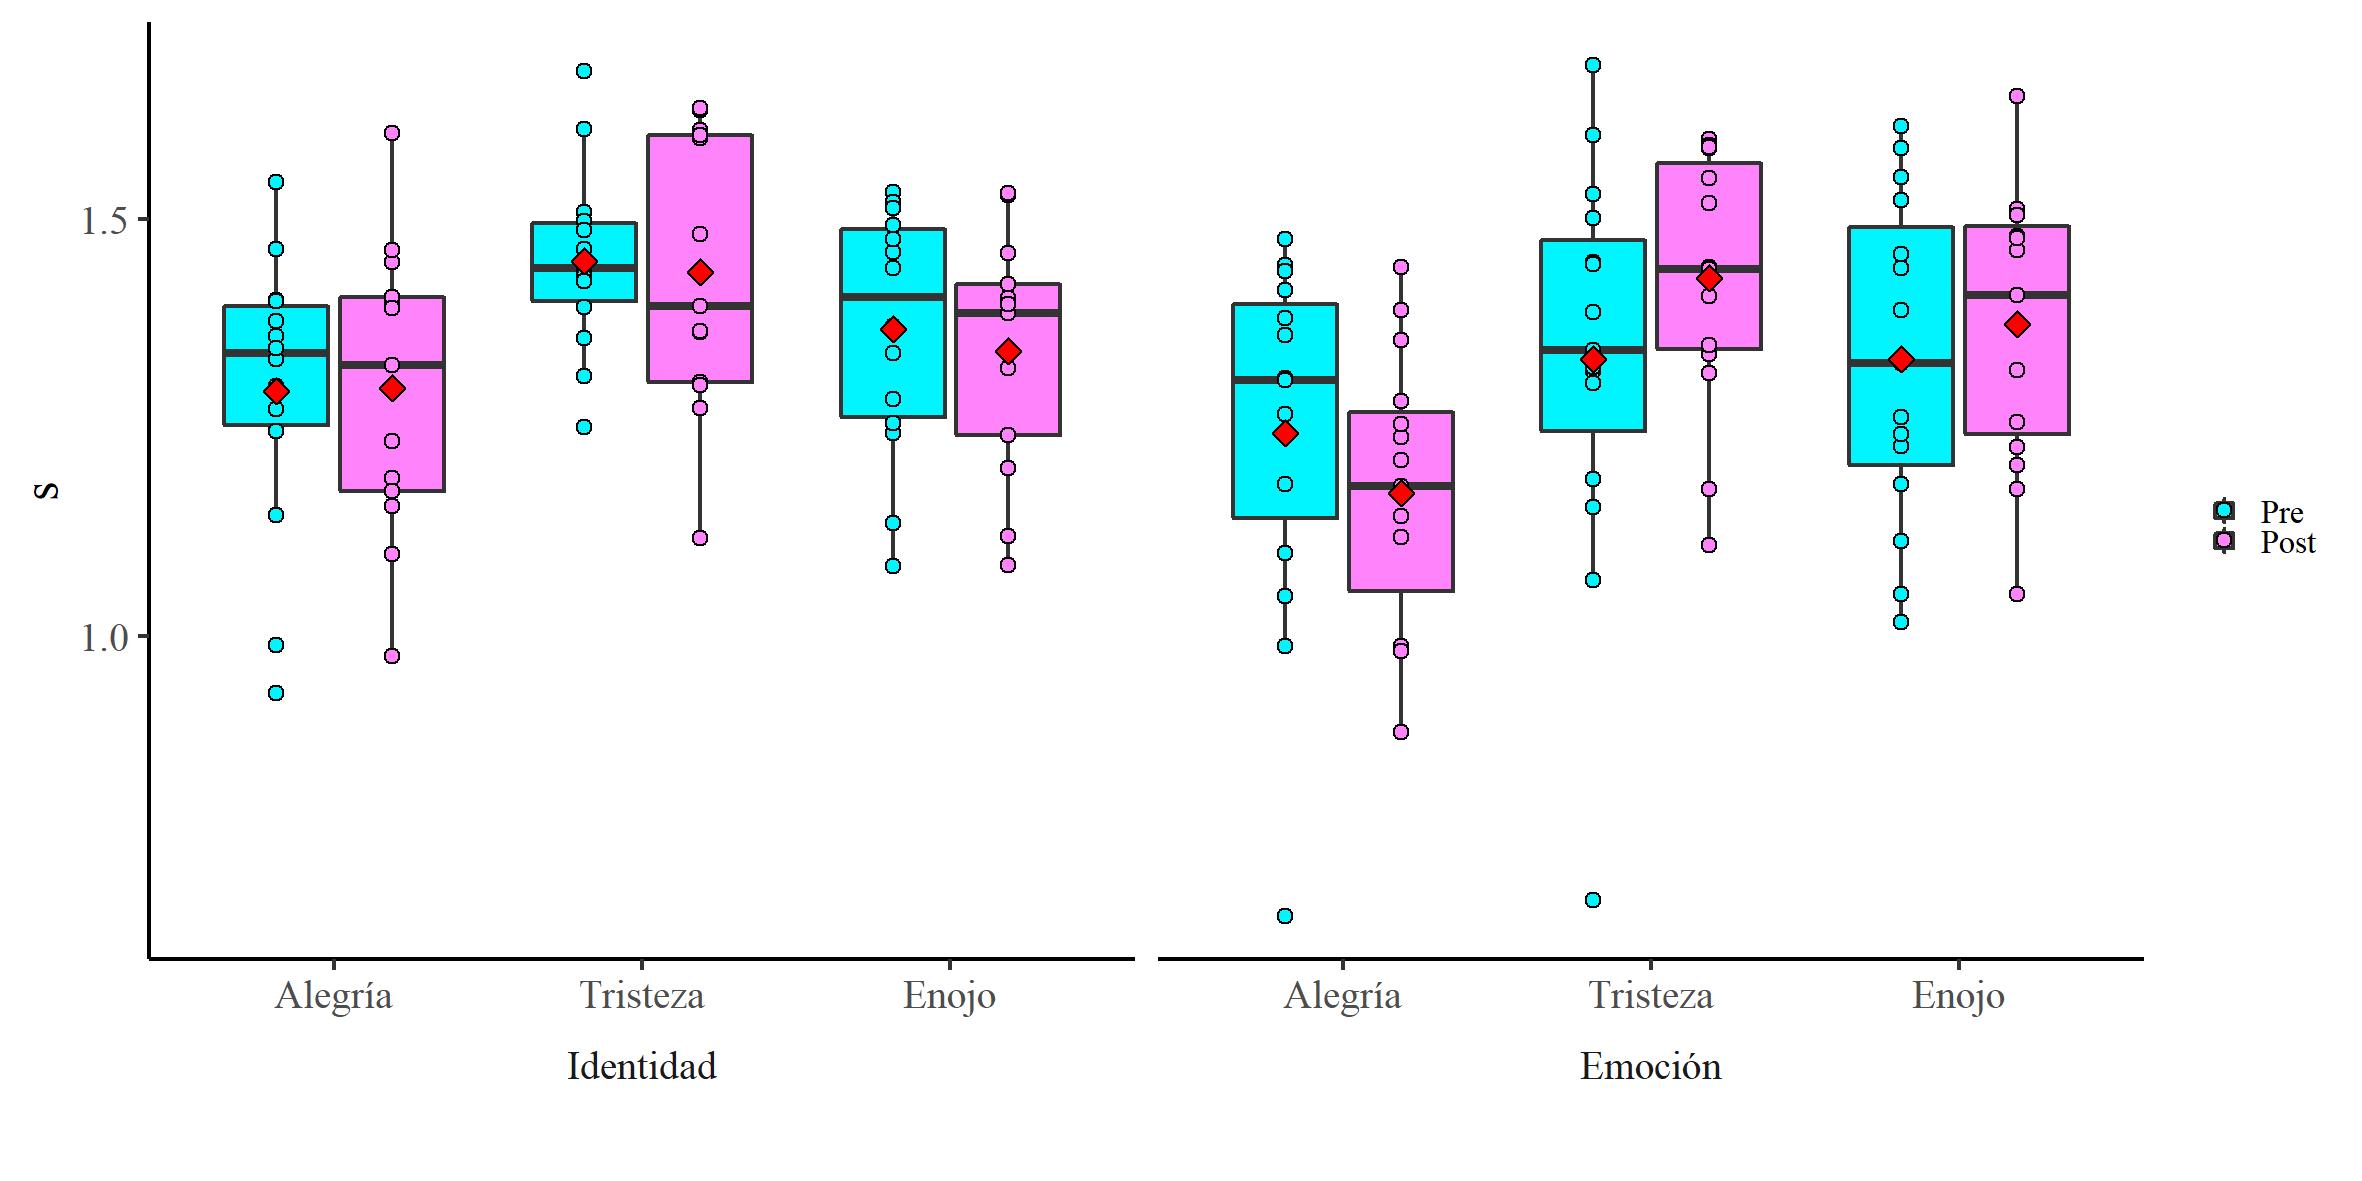 s
1.5
1.0
Alegría Tristeza Enojo Alegría Tristeza Enojo
Identidad Emoción
Pre
Post